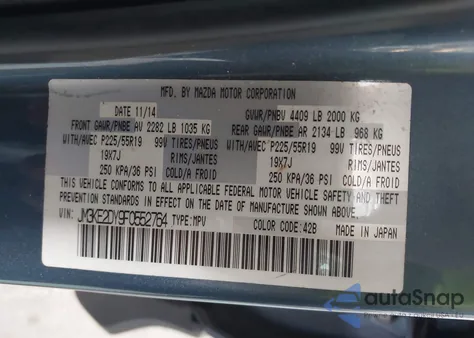 MFD. BY MAZDA MOTOR CORPORATION
DATE 11/14 GVWR/PNBV 4409 LB 2000 KG
FRONT GAWR/PNBE AV 2282 LB 1035 KG REAR GAWR/PNBE AR 2134 LB 968 KG
WITH/AVEC P225/55R19 99V TIRES/PNEUS WITH/AVEC P225/55R19 99V TIRES/PNEUS
19X7J RIMS/JANTES 19X7J RIMS/JANTES
250 KPA/36 PSI COLD/A FROID 250 KPA/36 PSI COLD/A FROID
THIS VEHICLE CONFORMS TO ALL APPLICABLE FEDERAL MOTOR VEHICLE SAFETY AND THEFT
PREVENTION STANDARDS IN EFFECT ON THE DATE OF MANUFACTURE SHOWN ABOVE.
JM3KE2DY9F0552764 TYPE:MPV COLOR CODE:42B MADE IN JAPAN
autoSnap